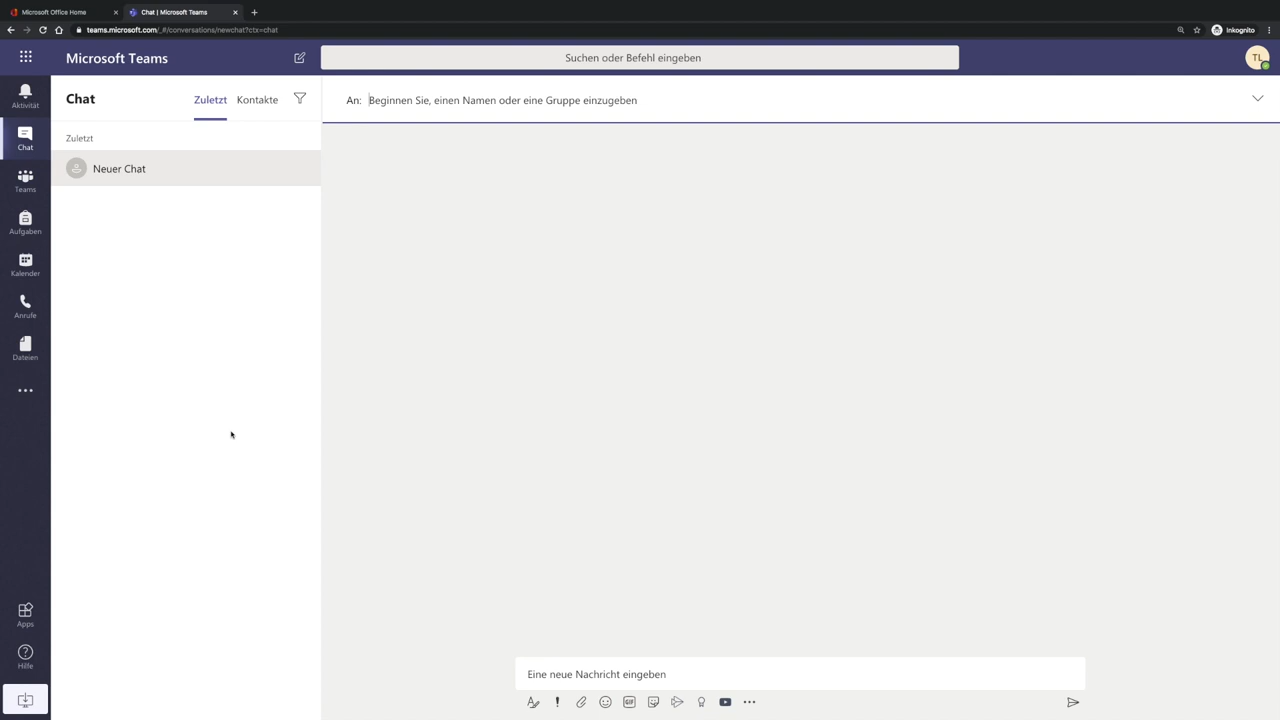 Microsoft Office Home
Chat | Microsoft Teams
teams.microsoft.com/_#/conversations/newchat?ctx=chat
Inkognito
Microsoft Teams
Suchen oder Befehl eingeben
TL
Aktivität
Chat
Teams
Aufgaben
Kalender
Anrufe
Dateien
Apps
Hilfe
Chat
Zuletzt
Kontakte
Zuletzt
Neuer Chat
An: Beginnen Sie, einen Namen oder eine Gruppe einzugeben
Eine neue Nachricht eingeben
GIF